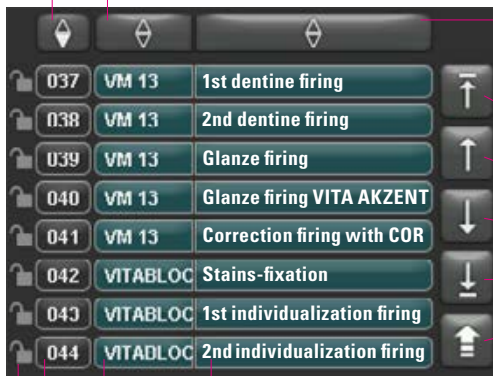 037 VM 13 1st dentine firing
038 VM 13 2nd dentine firing
039 VM 13 Glanze firing
040 VM 13 Glanze firing VITA AKZENT
041 VM 13 Correction firing with COR
042 VITABLOC Stains-fixation
043 VITABLOC 1st individualization firing
044 VITABLOC 2nd individualization firing